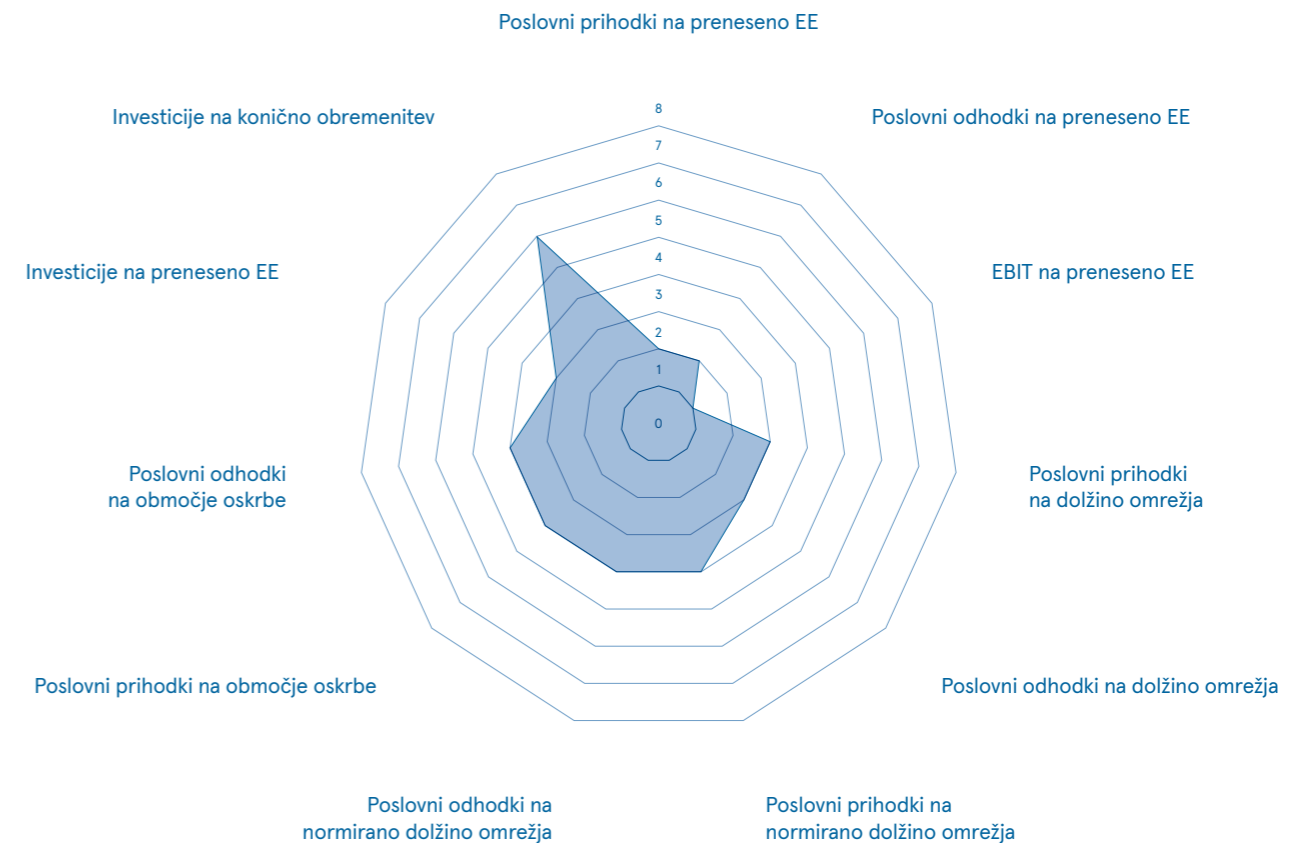 Poslovni prihodki na preneseno EE
Investicije na konično obremenitev
8
Poslovni odhodki na preneseno EE
7
6
5
4
3
2
1
0
Investicije na preneseno EE
EBIT na preneseno EE
Poslovni odhodki
na območje oskrbe
Poslovni prihodki
na dolžino omrežja
Poslovni prihodki na območje oskrbe
Poslovni odhodki na dolžino omrežja
Poslovni odhodki na
normirano dolžino omrežja
Poslovni prihodki na
normirano dolžino omrežja